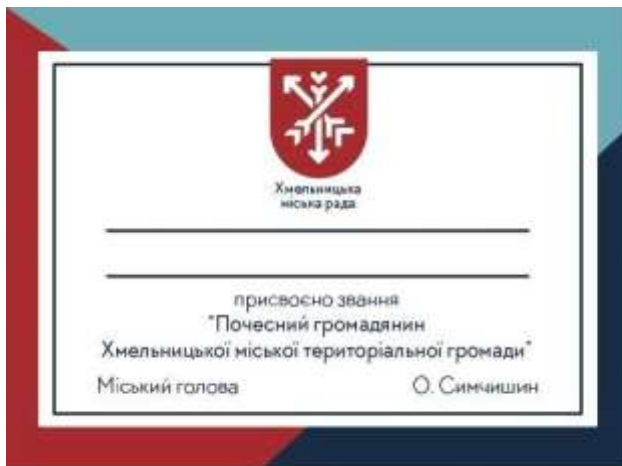 Хмельницька
міська рада
присвоєно звання
"Почесний громадянин
Хмельницької міської територіальної громади"
Міський голова О. Симчишин